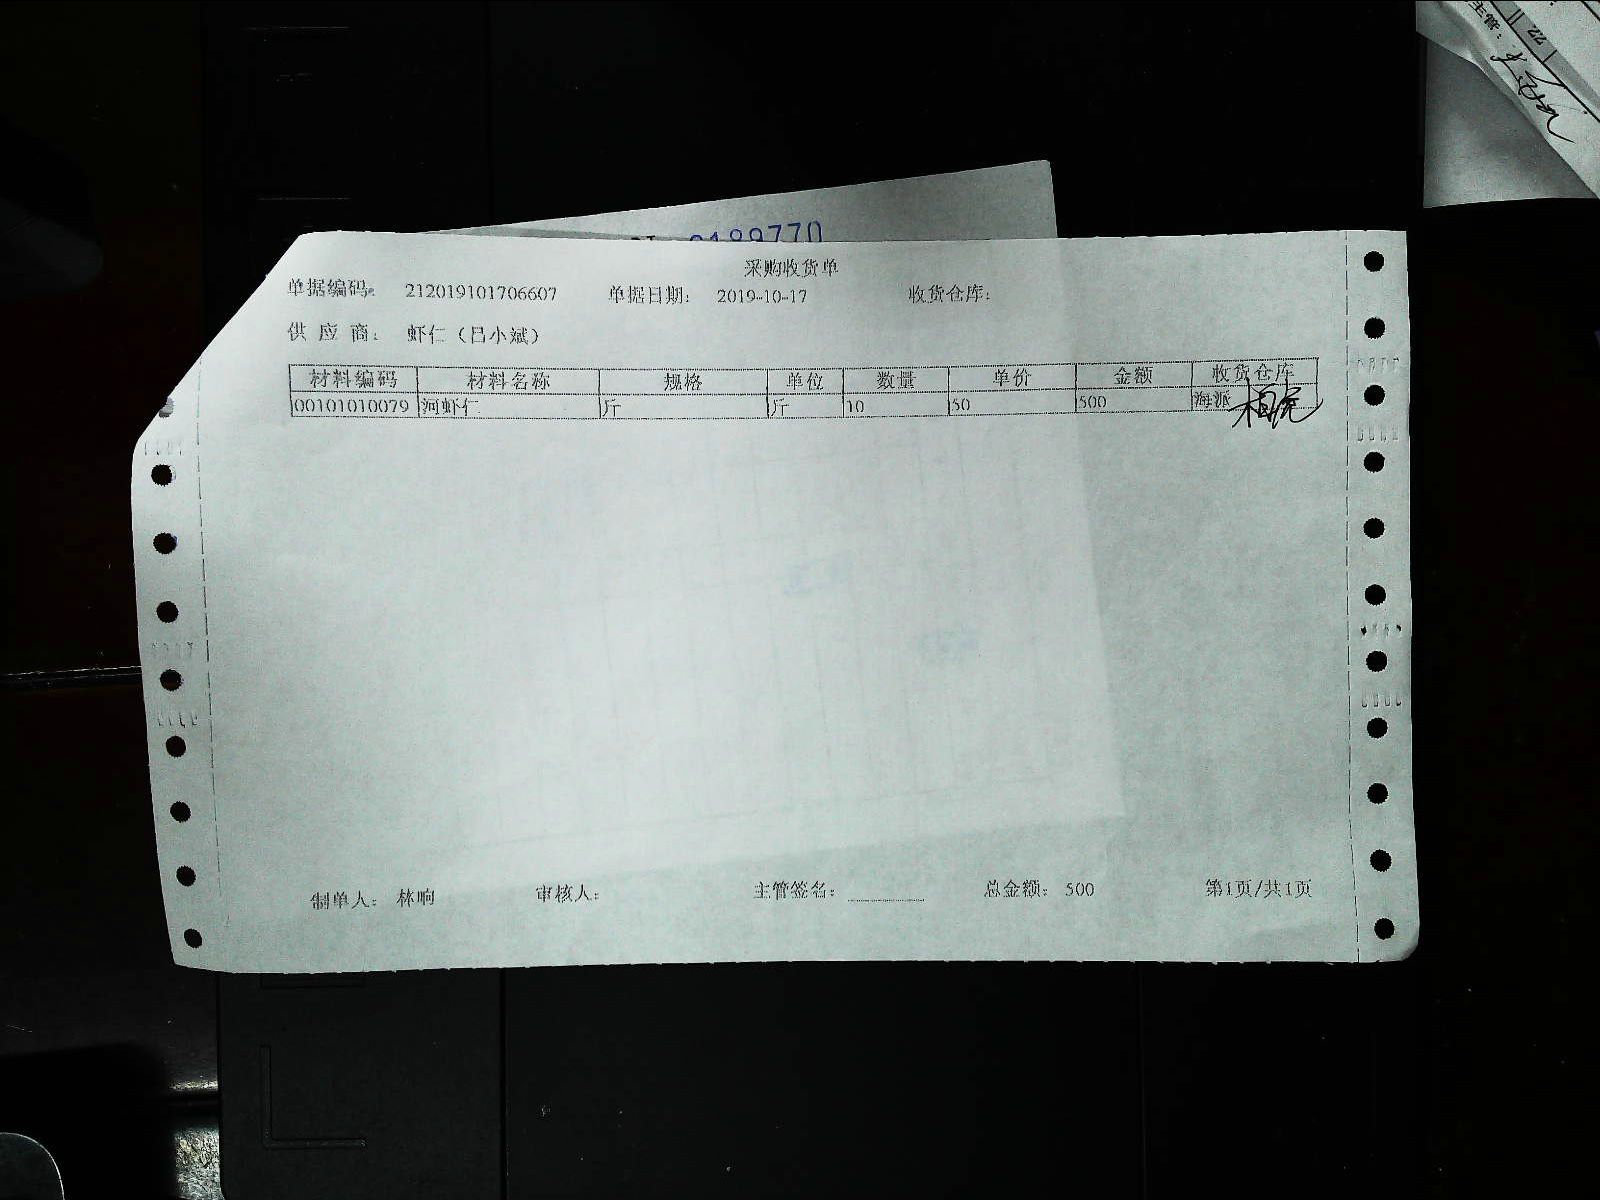 主管：
22
0189770
采购收货单
单据编码： 212019101706607 单据日期： 2019-10-17 收货仓库：
供 应 商： 虾仁（吕小斌）
材料编码 材料名称 规格 单位 数量 单价 金额 收货仓库
00101010079 河虾仁 斤 斤 10 50 500 海派
制单人： 林响 审核人： 主管签名： 总金额： 500 第1页/共1页